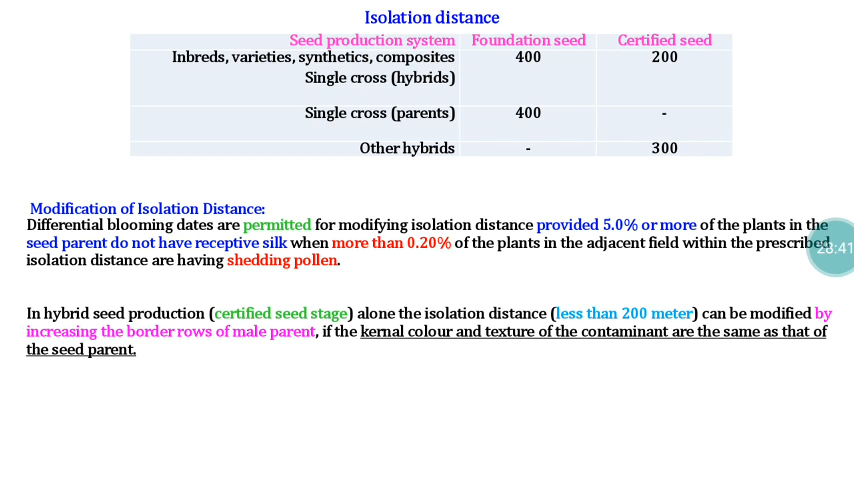 Isolation distance
Seed production system Foundation seed Certified seed
Inbreds, varieties, synthetics, composites 400 200
Single cross (hybrids)
Single cross (parents) 400 -
Other hybrids - 300
Modification of Isolation Distance:
Differential blooming dates are permitted for modifying isolation distance provided 5.0% or more of the plants in the
seed parent do not have receptive silk when more than 0.20% of the plants in the adjacent field within the prescribed
isolation distance are having shedding pollen.
23:41
In hybrid seed production (certified seed stage) alone the isolation distance (less than 200 meter) can be modified by
increasing the border rows of male parent, if the kernal colour and texture of the contaminant are the same as that of
the seed parent.